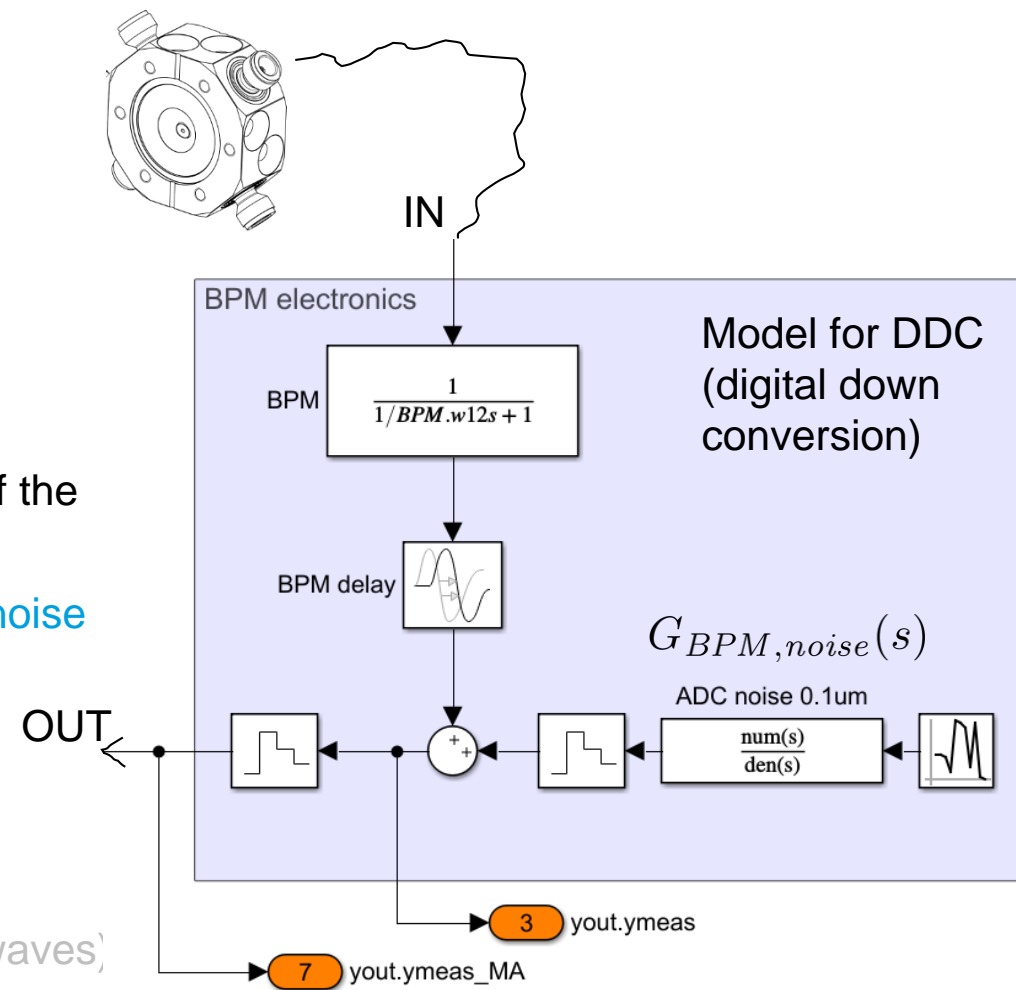 IN
BPM electronics
Model for DDC
(digital down
conversion)
BPM
1
1/BPM.w12s + 1
f the
BPM delay
noise
G_{BPM,noise}(s)
ADC noise 0.1um
OUT
+
+
num(s)
den(s)
3 yout.ymeas
waves)
7 yout.ymeas_MA